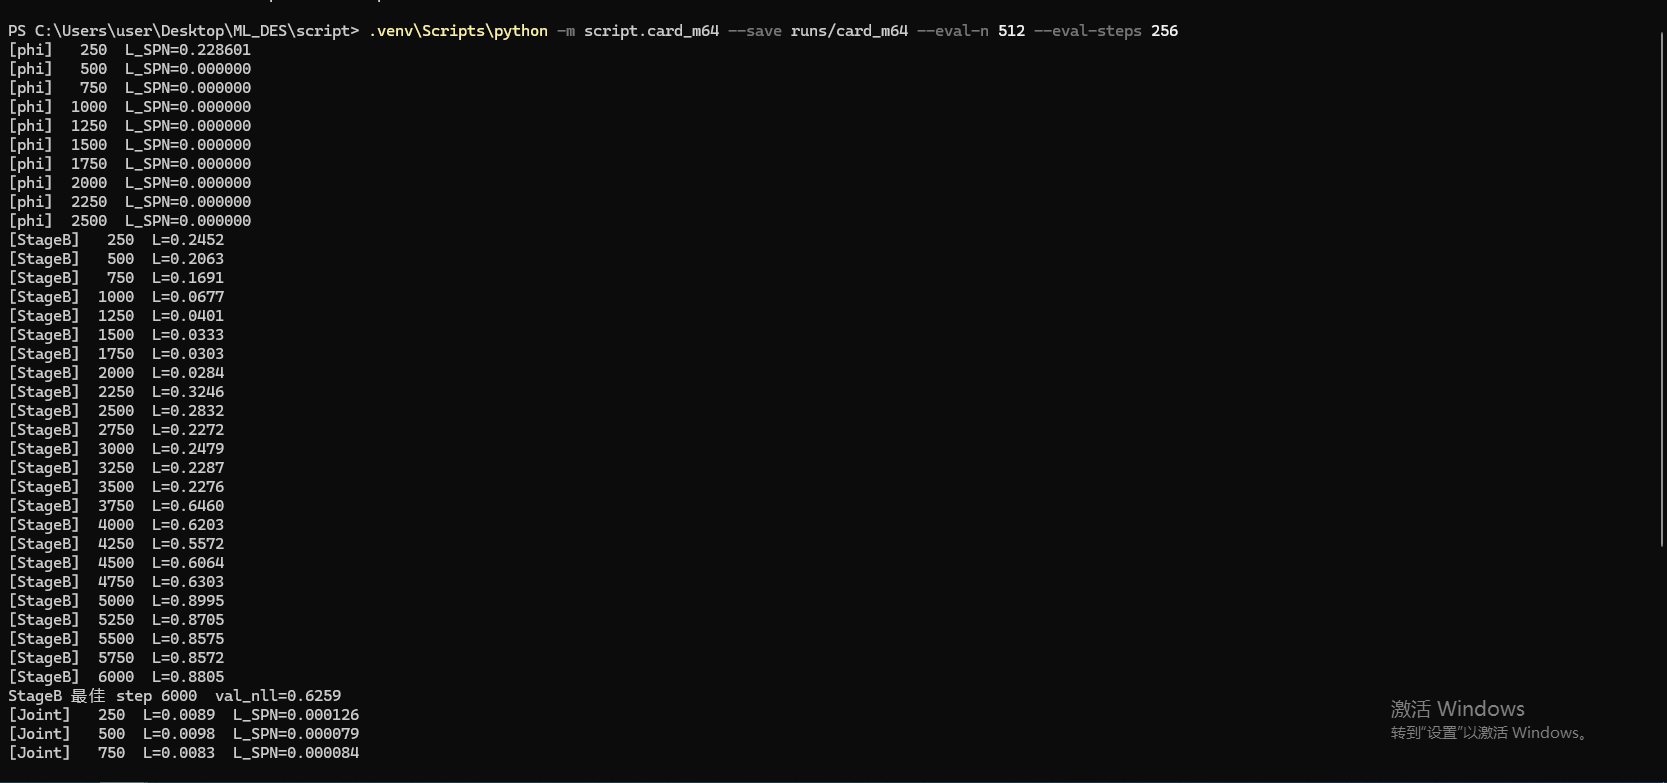 PS C:\Users\user\Desktop\ML_DES\script> .venv\Scripts\python -m script.card_m64 --save runs/card_m64 --eval-n 512 --eval-steps 256
[phi]   250  L_SPN=0.228601
[phi]   500  L_SPN=0.000000
[phi]   750  L_SPN=0.000000
[phi]  1000  L_SPN=0.000000
[phi]  1250  L_SPN=0.000000
[phi]  1500  L_SPN=0.000000
[phi]  1750  L_SPN=0.000000
[phi]  2000  L_SPN=0.000000
[phi]  2250  L_SPN=0.000000
[phi]  2500  L_SPN=0.000000
[StageB]   250  L=0.2452
[StageB]   500  L=0.2063
[StageB]   750  L=0.1691
[StageB]  1000  L=0.0677
[StageB]  1250  L=0.0401
[StageB]  1500  L=0.0333
[StageB]  1750  L=0.0303
[StageB]  2000  L=0.0284
[StageB]  2250  L=0.3246
[StageB]  2500  L=0.2832
[StageB]  2750  L=0.2272
[StageB]  3000  L=0.2479
[StageB]  3250  L=0.2287
[StageB]  3500  L=0.2276
[StageB]  3750  L=0.6460
[StageB]  4000  L=0.6203
[StageB]  4250  L=0.5572
[StageB]  4500  L=0.6064
[StageB]  4750  L=0.6303
[StageB]  5000  L=0.8995
[StageB]  5250  L=0.8705
[StageB]  5500  L=0.8575
[StageB]  5750  L=0.8572
[StageB]  6000  L=0.8805
StageB 最佳 step 6000  val_nll=0.6259
[Joint]   250  L=0.0089  L_SPN=0.000126
[Joint]   500  L=0.0098  L_SPN=0.000079
[Joint]   750  L=0.0083  L_SPN=0.000084
激活 Windows
转到"设置"以激活 Windows。